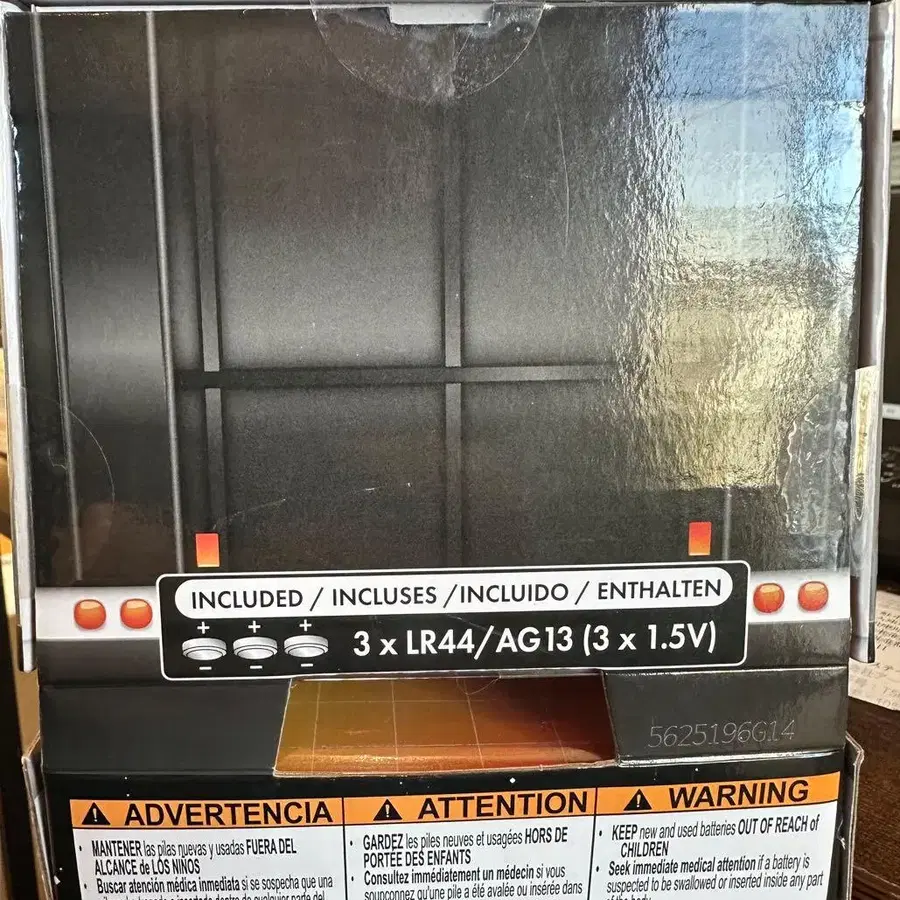 INCLUDED / INCLUSES /INCLUIDO / ENTHALTEN
+ + +
3 x LR44/AG13 (3 x 1.5V)
- - -
5625196G14
ADVERTENCIA
• MANTENER las pilas nuevas y usadas FUERA DEL
ALCANCE de LOS NIÑOS
• Buscar atención médica inmediata si se sospecha que una
ATTENTION
• GARDEZ les piles neuves et usagées HORS DE
PORTÉE DES ENFANTS
• Consultez immédiatement un médecin si vous
soupçonnez qu'une pile a été avalée ou insérée dans
WARNING
• KEEP new and used batteries OUT OF REACH of
CHILDREN
• Seek immediate medical attention if a battery is
suspected to be swallowed or inserted inside any part
of the body